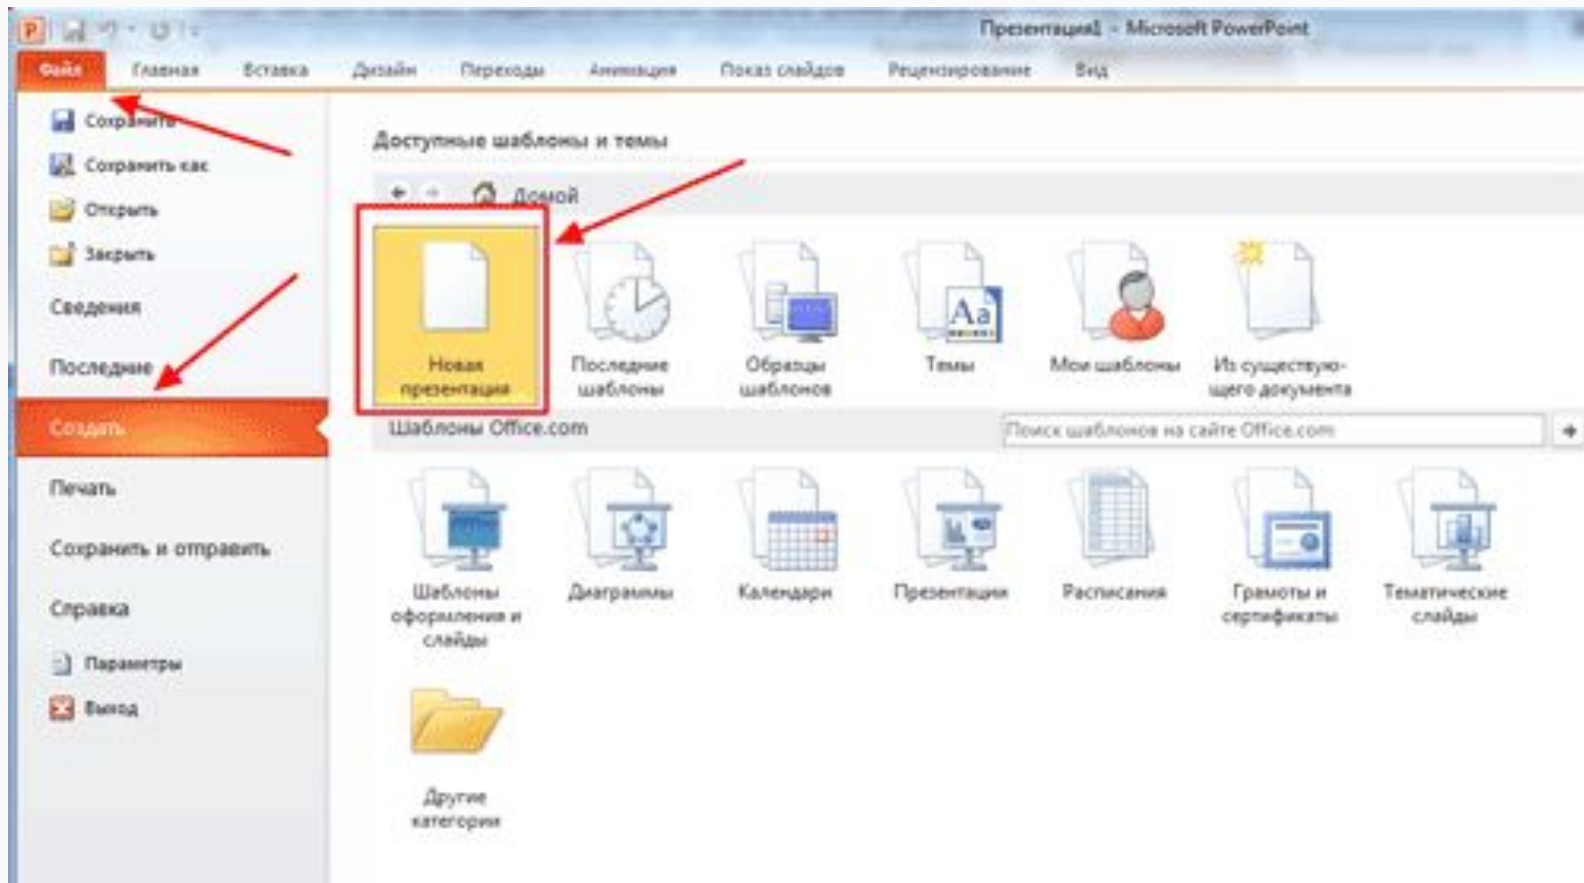 Презентация1 - Microsoft PowerPoint
Файл Главная Вставка Дизайн Переходы Анимация Показ слайдов Рецензирование Вид
Сохранить
Сохранить как
Открыть
Закрыть
Сведения
Последние
Создать
Печать
Сохранить и отправить
Справка
Параметры
Выход
Доступные шаблоны и темы
Домой
Новая
презентация
Последние
шаблоны
Образцы
шаблонов
Темы
Мои шаблоны
Из существую-
щего документа
Шаблоны Office.com
Поиск шаблонов на сайте Office.com
Шаблоны
оформления и
слайды
Диаграммы
Календари
Презентации
Расписания
Грамоты и
сертификаты
Тематические
слайды
Другие
категории